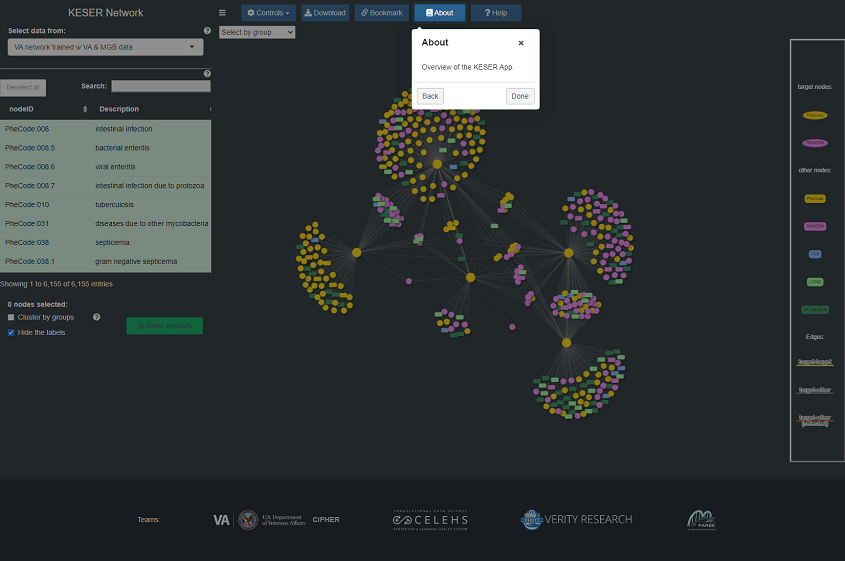 KESER Network
Controls
Download
Bookmark
About
? Help
Select data from:
VA network trained w VA & MGB data
Select by group
About
×
Overview of the KESER App.
Back
Done
Deselect all
Search:
nodeID
Description
PheCode:008
intestinal infection
PheCode:008.5
bacterial enteritis
PheCode:008.6
viral enteritis
PheCode:008.7
intestinal infection due to protozoa
PheCode:010
tuberculosis
PheCode:031
diseases due to other mycobacteria
PheCode:038
septicemia
PheCode:038.1
gram negative septicemia
Showing 1 to 6,155 of 6,155 entries
0 nodes selected:
Cluster by groups
Hide the labels
Show network
target nodes:
PheCode
RXNORM
other nodes:
PheCode
RXNORM
CCS
LOINC
Edges:
target-target
target-other
target-other
(selected)
Teams:
VA
U.S. Department
of Veterans Affairs
CIPHER
TRANSLATIONAL DATA SCIENCE
CELEHS
CENTER FOR A LEARNING HEALTH SYSTEM
VERITY RESEARCH
PARSE